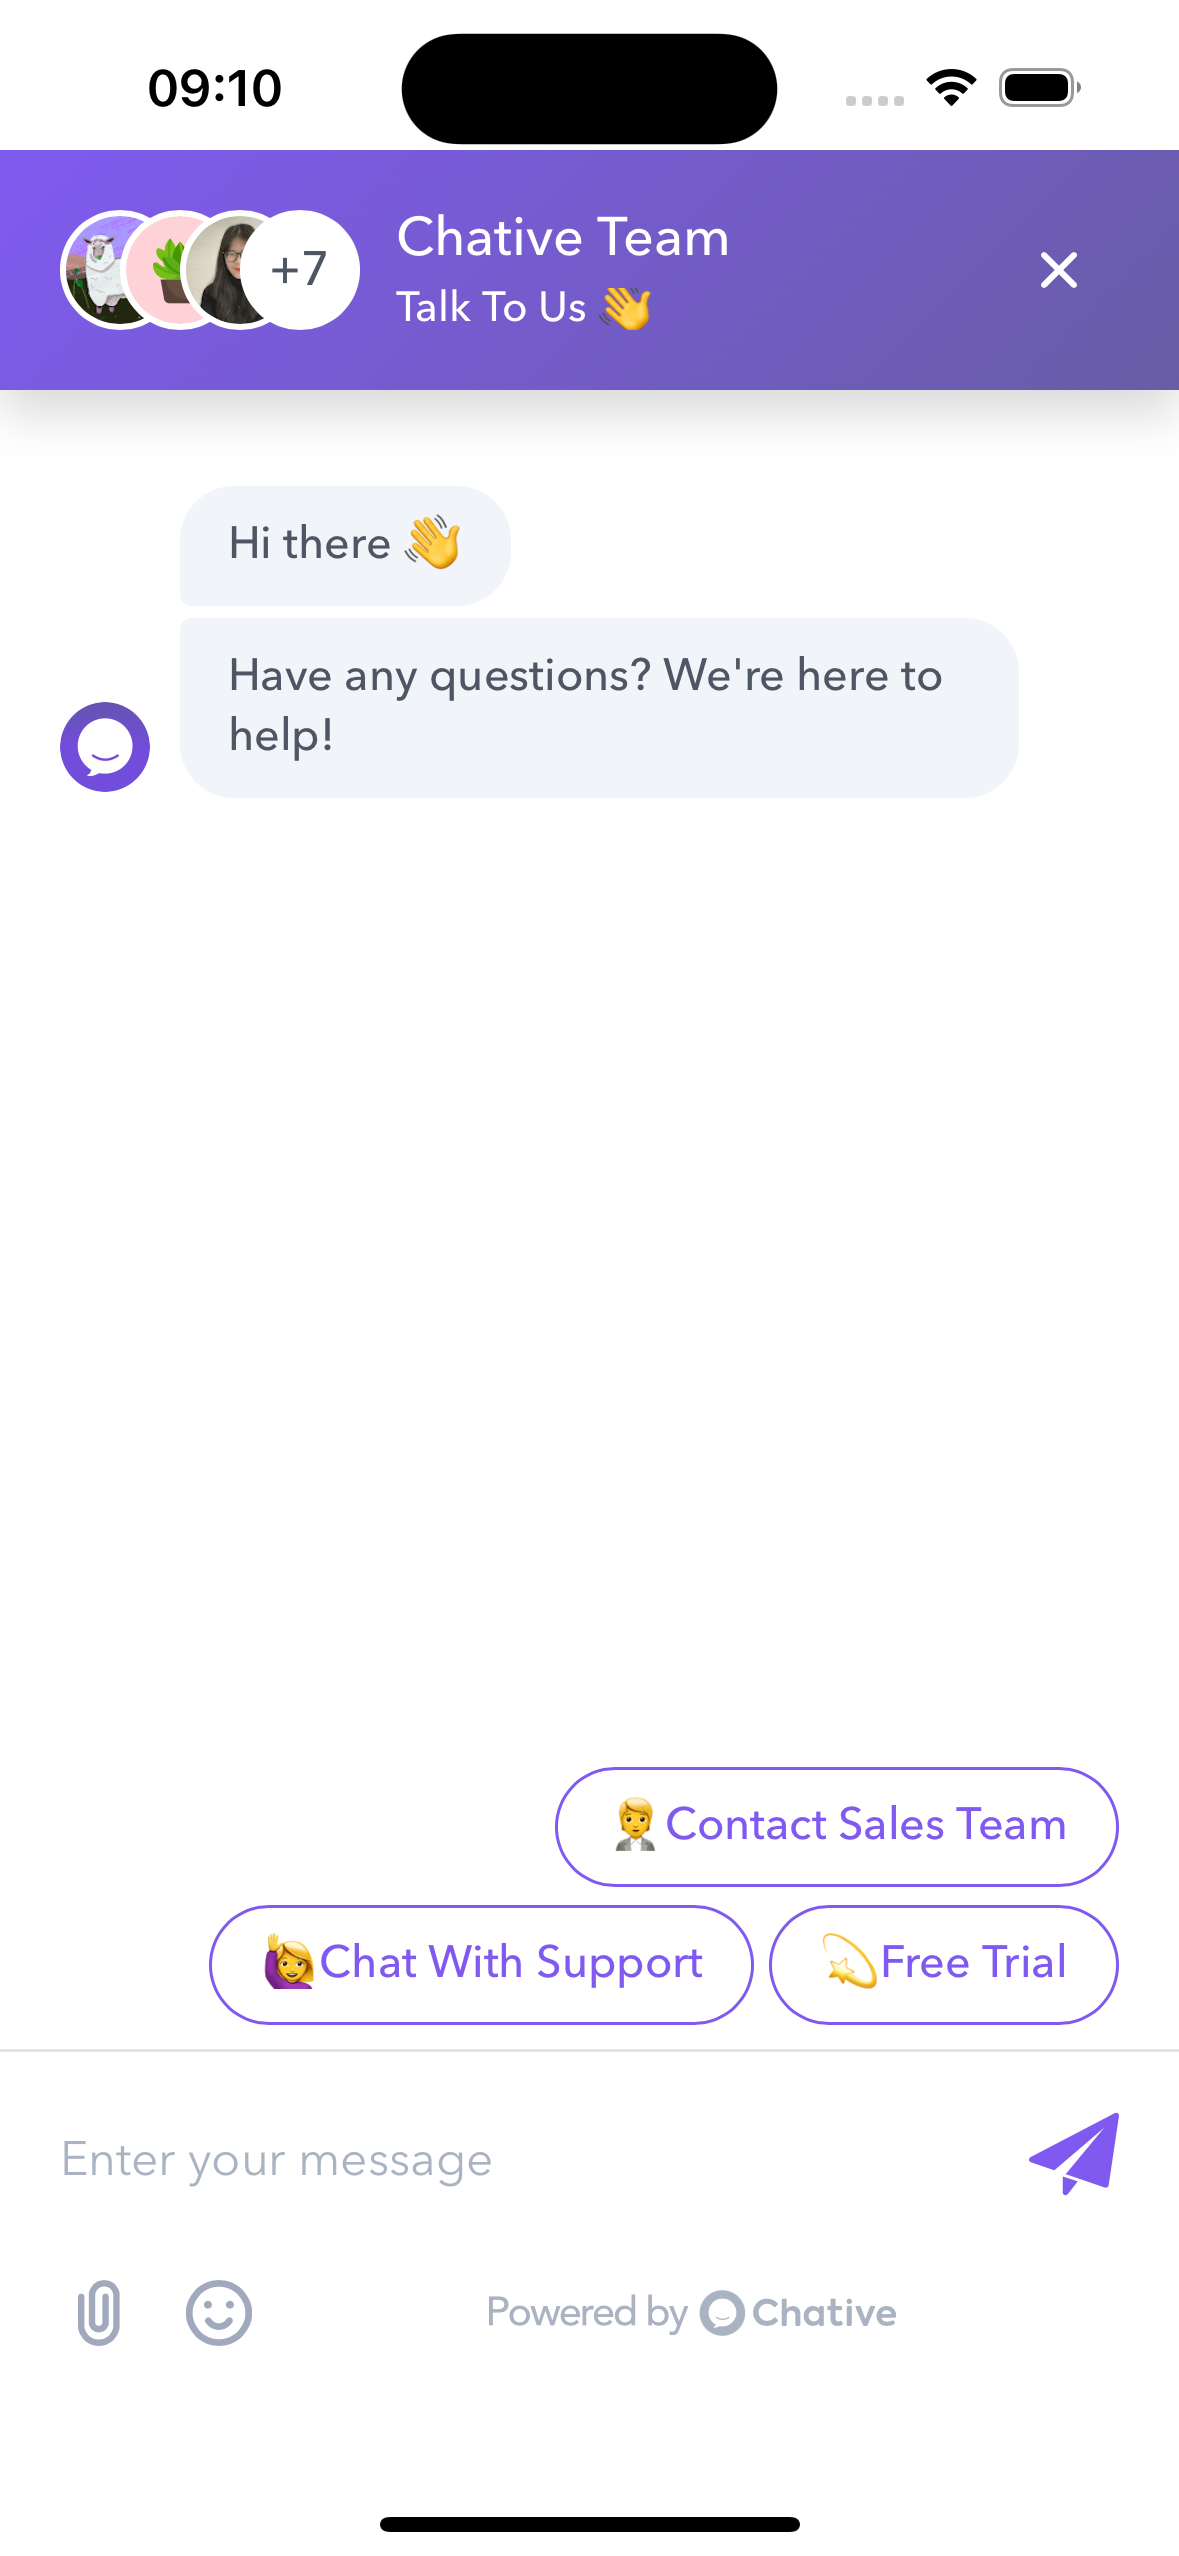 09:10
+7
Chative Team
Talk To Us 👋
Hi there 👋
Have any questions? We're here to
help!
🧑‍💼Contact Sales Team
🙋‍♀️Chat With Support
💫Free Trial
Enter your message
Powered by Chative